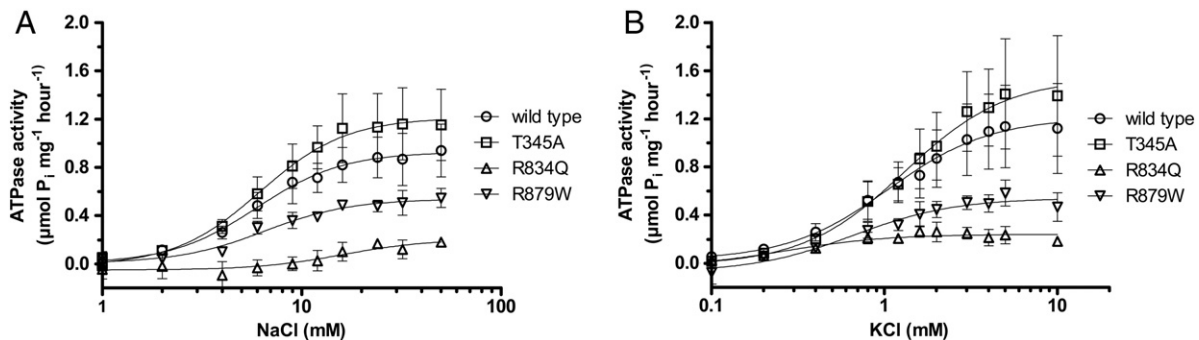 A
ATPase activity
(µmol Pi mg-1 hour-1)
2.0
1.6
1.2
0.8
0.4
0.0
1
10
100
NaCl (mM)
wild type
T345A
R834Q
R879W
B
ATPase activity
(µmol Pi mg-1 hour-1)
2.0
1.6
1.2
0.8
0.4
0.0
0.1
1
10
KCl (mM)
wild type
T345A
R834Q
R879W